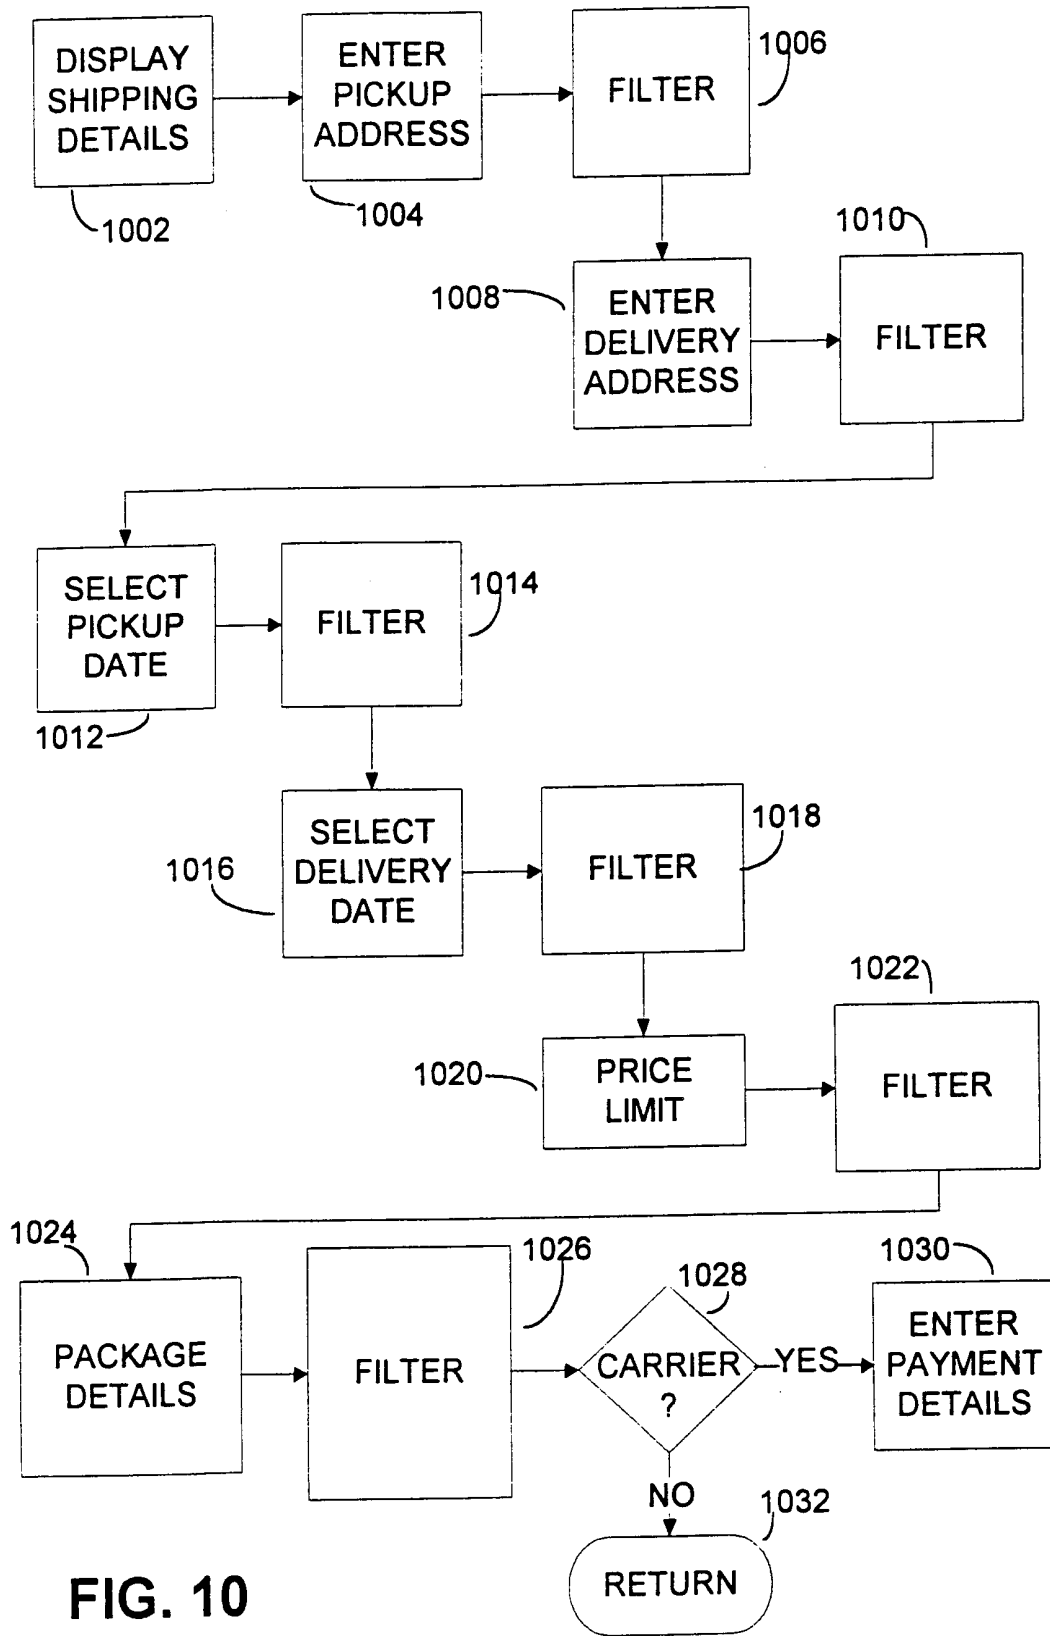 DISPLAY
SHIPPING
DETAILS
1002
ENTER
PICKUP
ADDRESS
1004
FILTER
1006
1008
ENTER
DELIVERY
ADDRESS
1010
FILTER
SELECT
PICKUP
DATE
1012
FILTER
1014
1016
SELECT
DELIVERY
DATE
FILTER
1018
1020
PRICE
LIMIT
1022
FILTER
1024
PACKAGE
DETAILS
FILTER
1026
1028
CARRIER
?
YES
1030
ENTER
PAYMENT
DETAILS
NO
1032
RETURN
FIG. 10